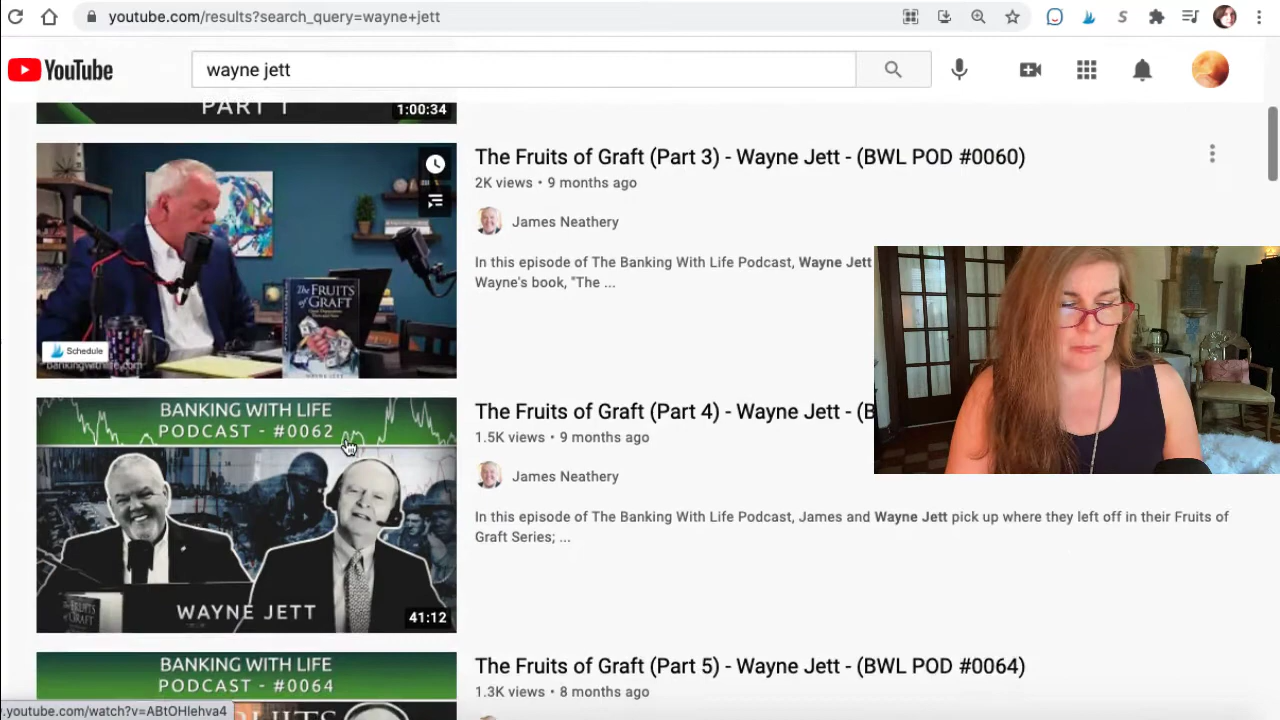 youtube.com/results?search_query=wayne+jett
YouTube
wayne jett
PART 1
1:00:34
The Fruits of Graft (Part 3) - Wayne Jett - (BWL POD #0060)
2K views • 9 months ago
James Neathery
In this episode of The Banking With Life Podcast, Wayne Jett
Wayne's book, "The ...
The FRUITS
of GRAFT
WAYNE JETT
Schedule
bankingwithlife.com
BANKING WITH LIFE
PODCAST - #0062
WAYNE JETT
41:12
The Fruits of Graft (Part 4) - Wayne Jett - (B
1.5K views • 9 months ago
James Neathery
In this episode of The Banking With Life Podcast, James and Wayne Jett pick up where they left off in their Fruits of
Graft Series; ...
BANKING WITH LIFE
PODCAST - #0064
The Fruits of Graft (Part 5) - Wayne Jett - (BWL POD #0064)
1.3K views • 8 months ago
.youtube.com/watch?v=ABtOHlehva4